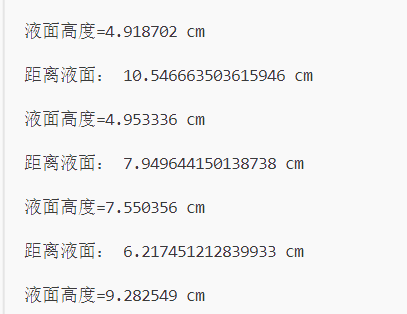 液面高度=4.918702 cm
距离液面： 10.546663503615946 cm
液面高度=4.953336 cm
距离液面： 7.949644150138738 cm
液面高度=7.550356 cm
距离液面： 6.217451212839933 cm
液面高度=9.282549 cm